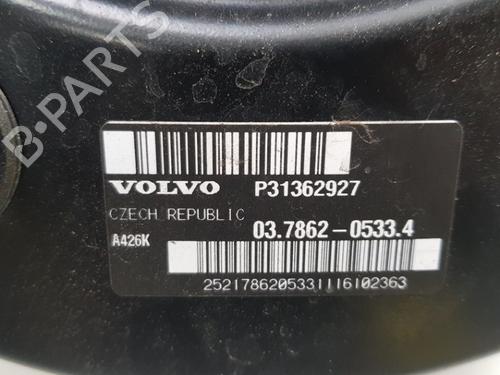 B-PARTS
VOLVO P31362927
CZECH REPUBLIC
A426K 03.7862-0533.4
2521786205331116102363